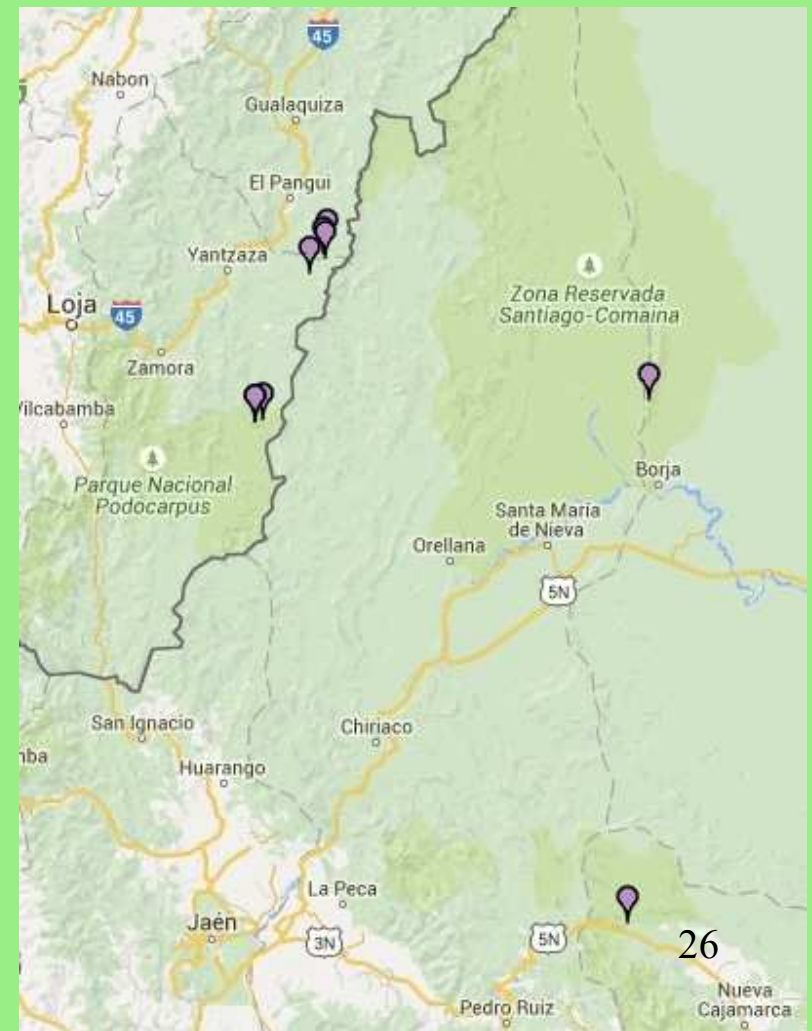 45
Nabon
Gualaquiza
El Pangui
Yantzaza
Loja
45
Zona Reservada
Santiago-Comaina
Zamora
Vilcabamba
Parque Nacional
Podocarpus
Borja
Santa María
de Nieva
Orellana
5N
San Ignacio
Chiriaco
nba
Huarango
La Peca
Jaén
3N
5N
26
Nueva
Cajamarca
Pedro Ruiz